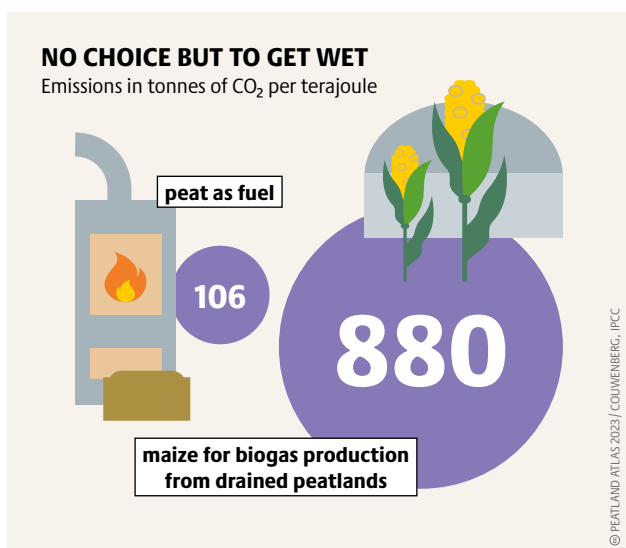 NO CHOICE BUT TO GET WET
Emissions in tonnes of CO₂ per terajoule
peat as fuel
106
880
maize for biogas production
from drained peatlands
🅭 PEATLAND ATLAS 2023 / COUWENBERG, IPCC